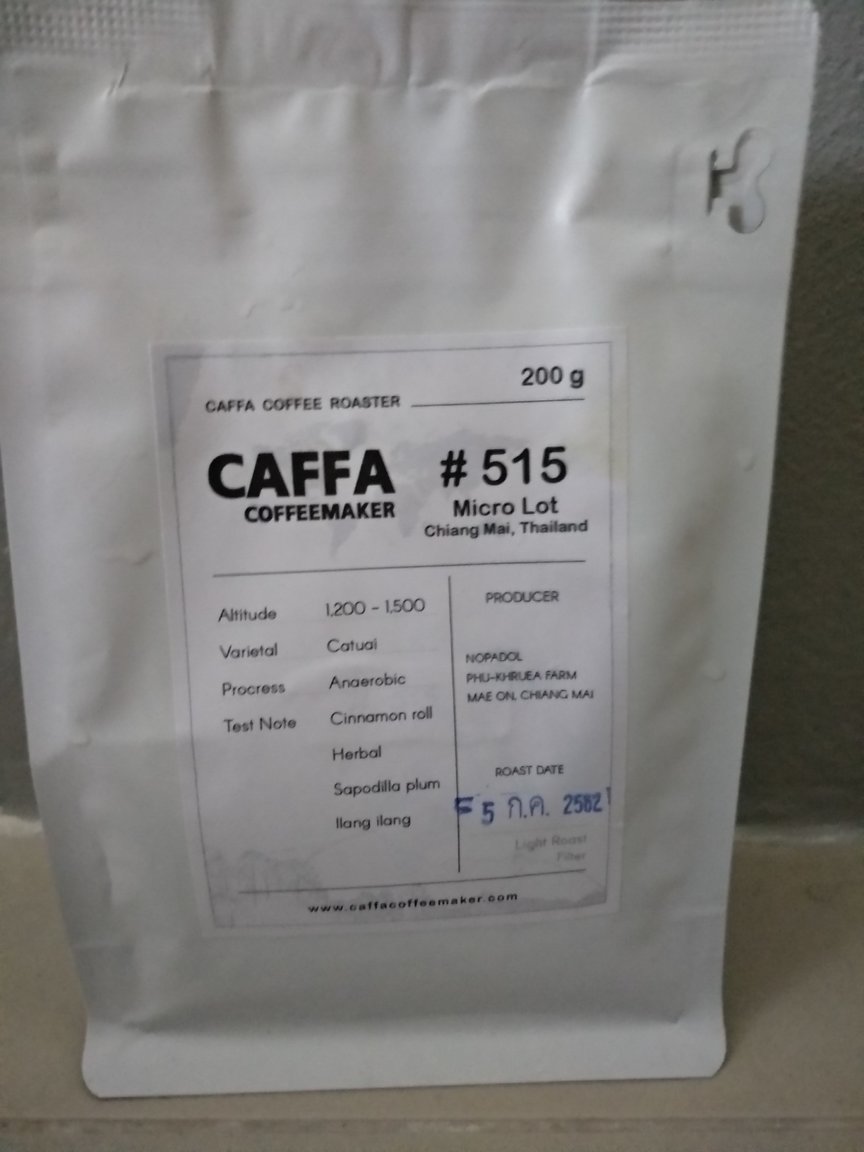 200 g
CAFFA COFFEE ROASTER
CAFFA
COFFEEMAKER
# 515
Micro Lot
Chiang Mai, Thailand
Altitude 1,200 - 1,500
Varietal Catuai
Procress Anaerobic
Test Note Cinnamon roll
Herbal
Sapodilla plum
Ilang ilang
PRODUCER
NOPADOL
PHU-KHRUEA FARM
MAE ON, CHIANG MAI
ROAST DATE
5 ก.ค. 2562
Light Roast
Filter
www.caffacoffeemaker.com